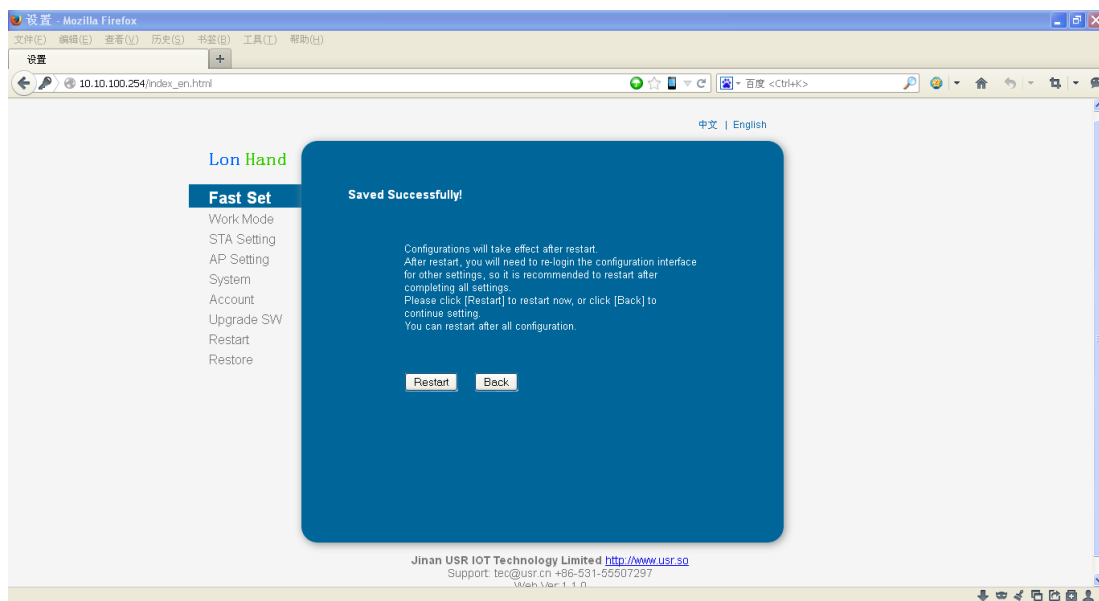 设置 - Mozilla Firefox
文件(F) 编辑(E) 查看(V) 历史(S) 书签(B) 工具(T) 帮助(H)
设置
10.10.100.254/index_en.html
百度 <Ctrl+K>
中文 | English
Lon Hand
Fast Set
Work Mode
STA Setting
AP Setting
System
Account
Upgrade SW
Restart
Restore
Saved Successfully!
Configurations will take effect after restart.
After restart, you will need to re-login the configuration interface
for other settings, so it is recommended to restart after
completing all settings.
Please click [Restart] to restart now, or click [Back] to
continue setting.
You can restart after all configuration.
Restart Back
Jinan USR IOT Technology Limited http://www.usr.so
Support: tec@usr.cn +86-531-55507297
Web Ver:1.1.0